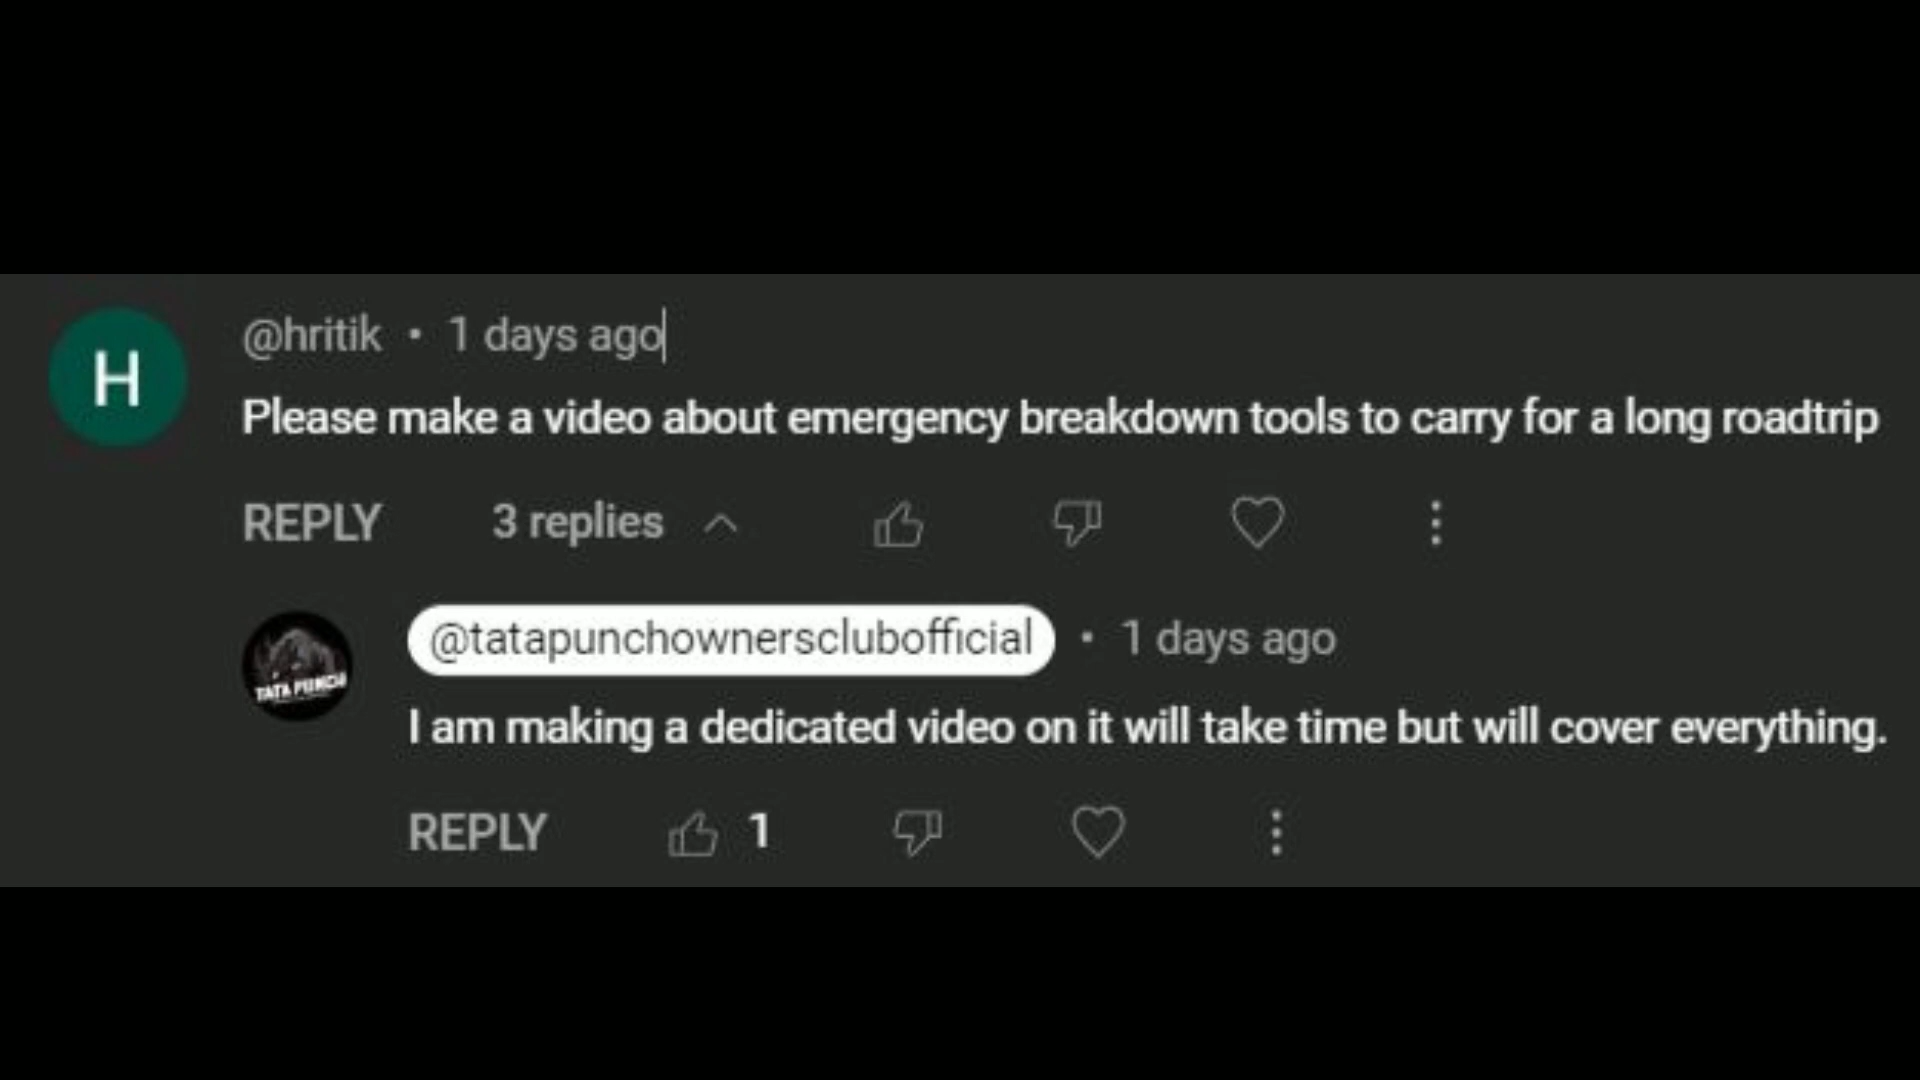 H
@hritik • 1 days ago
Please make a video about emergency breakdown tools to carry for a long roadtrip
REPLY 3 replies
TATA PUNCH
@tatapunchownersclubofficial • 1 days ago
I am making a dedicated video on it will take time but will cover everything.
REPLY 1